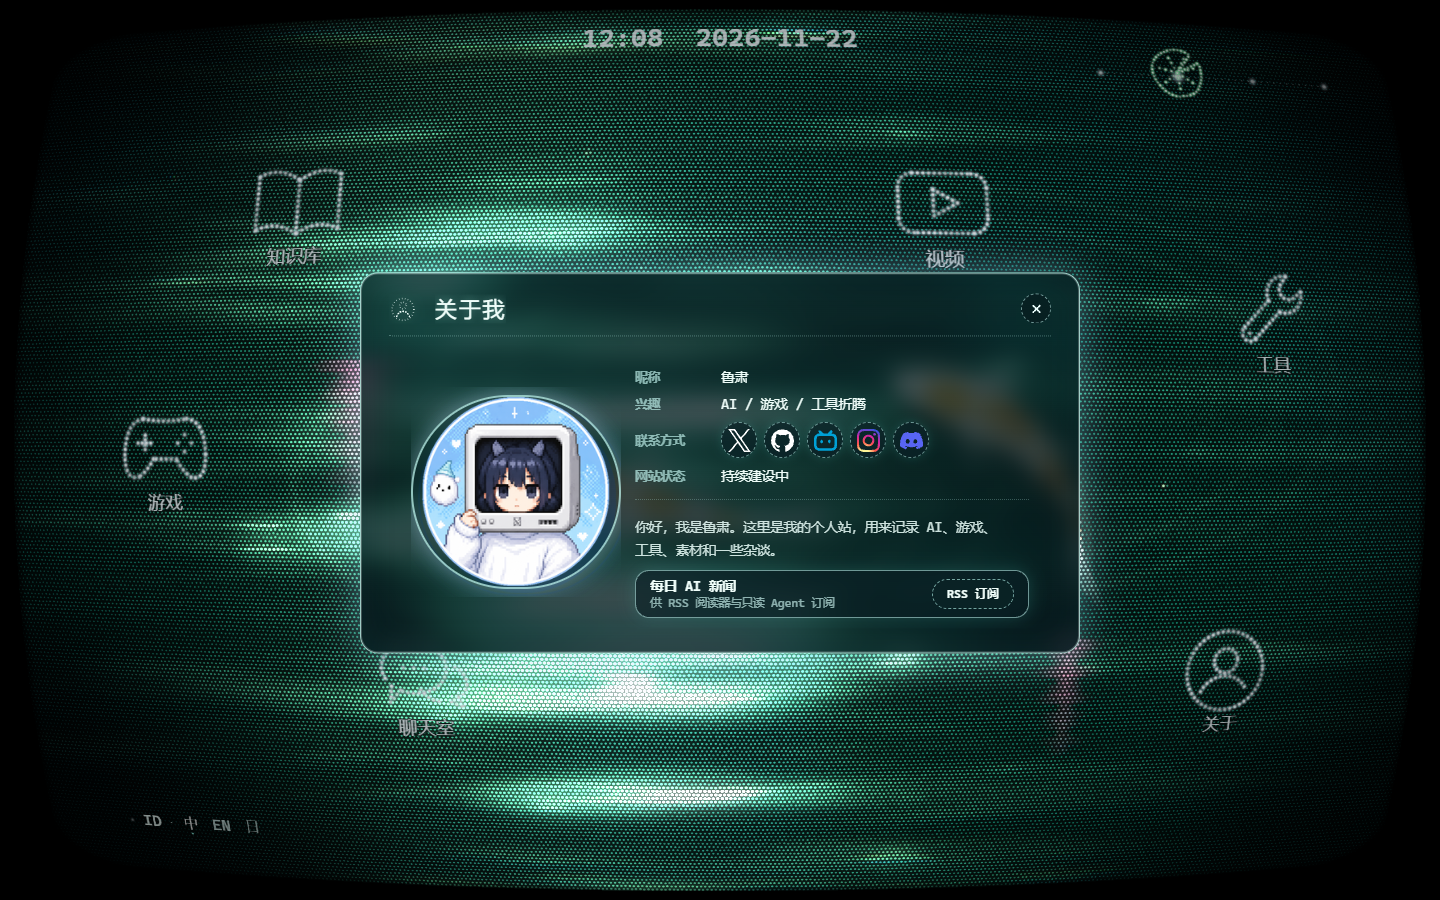 12:08 2026-11-22
知识库
视频
关于我
工具
昵称 鲁肃
兴趣 AI / 游戏 / 工具折腾
联系方式
网站状态 持续建设中
游戏
你好，我是鲁肃。这里是我的个人站，用来记录 AI、游戏、
工具、素材和一些杂谈。
每日 AI 新闻
供 RSS 阅读器与只读 Agent 订阅
RSS 订阅
聊天室
关于
ID 中 EN 日